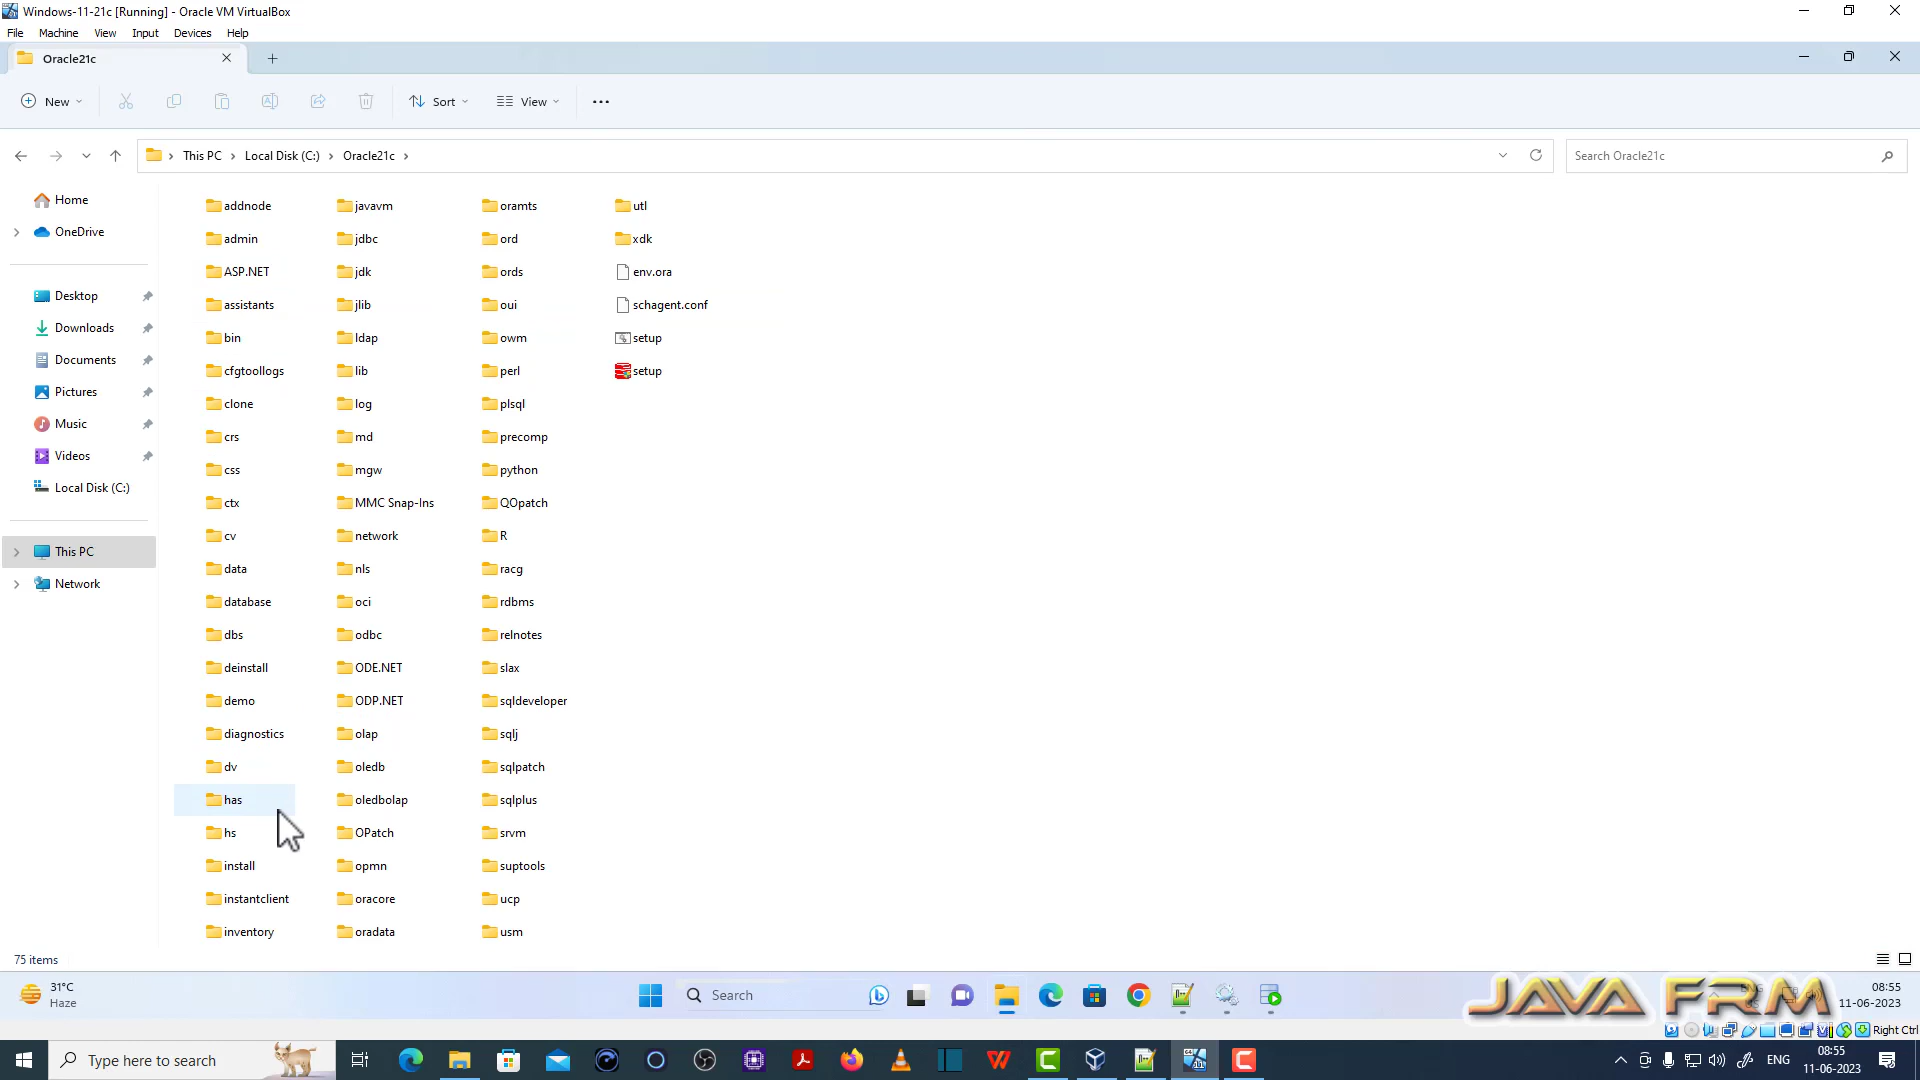 Windows-11-21c [Running] - Oracle VM VirtualBox
File Machine View Input Devices Help
Oracle21c
New Sort View
This PC Local Disk (C:) Oracle21c
Search Oracle21c
Home
OneDrive
Desktop
Downloads
Documents
Pictures
Music
Videos
Local Disk (C:)
This PC
Network
addnode
admin
ASP.NET
assistants
bin
cfgtoollogs
clone
crs
css
ctx
cv
data
database
dbs
deinstall
demo
diagnostics
dv
has
hs
install
instantclient
inventory
javavm
jdbc
jdk
jlib
ldap
lib
log
md
mgw
MMC Snap-Ins
network
nls
oci
odbc
ODE.NET
ODP.NET
olap
oledb
oledbolap
OPatch
opmn
oracore
oradata
oramts
ord
ords
oui
owm
perl
plsql
precomp
python
QOpatch
R
racg
rdbms
relnotes
slax
sqldeveloper
sqlj
sqlpatch
sqlplus
srvm
suptools
ucp
usm
utl
xdk
env.ora
schagent.conf
setup
setup
75 items
31°C
Haze
Search
JAVA FRM
08:55
11-06-2023
Right Ctrl
Type here to search
ENG
08:55
11-06-2023